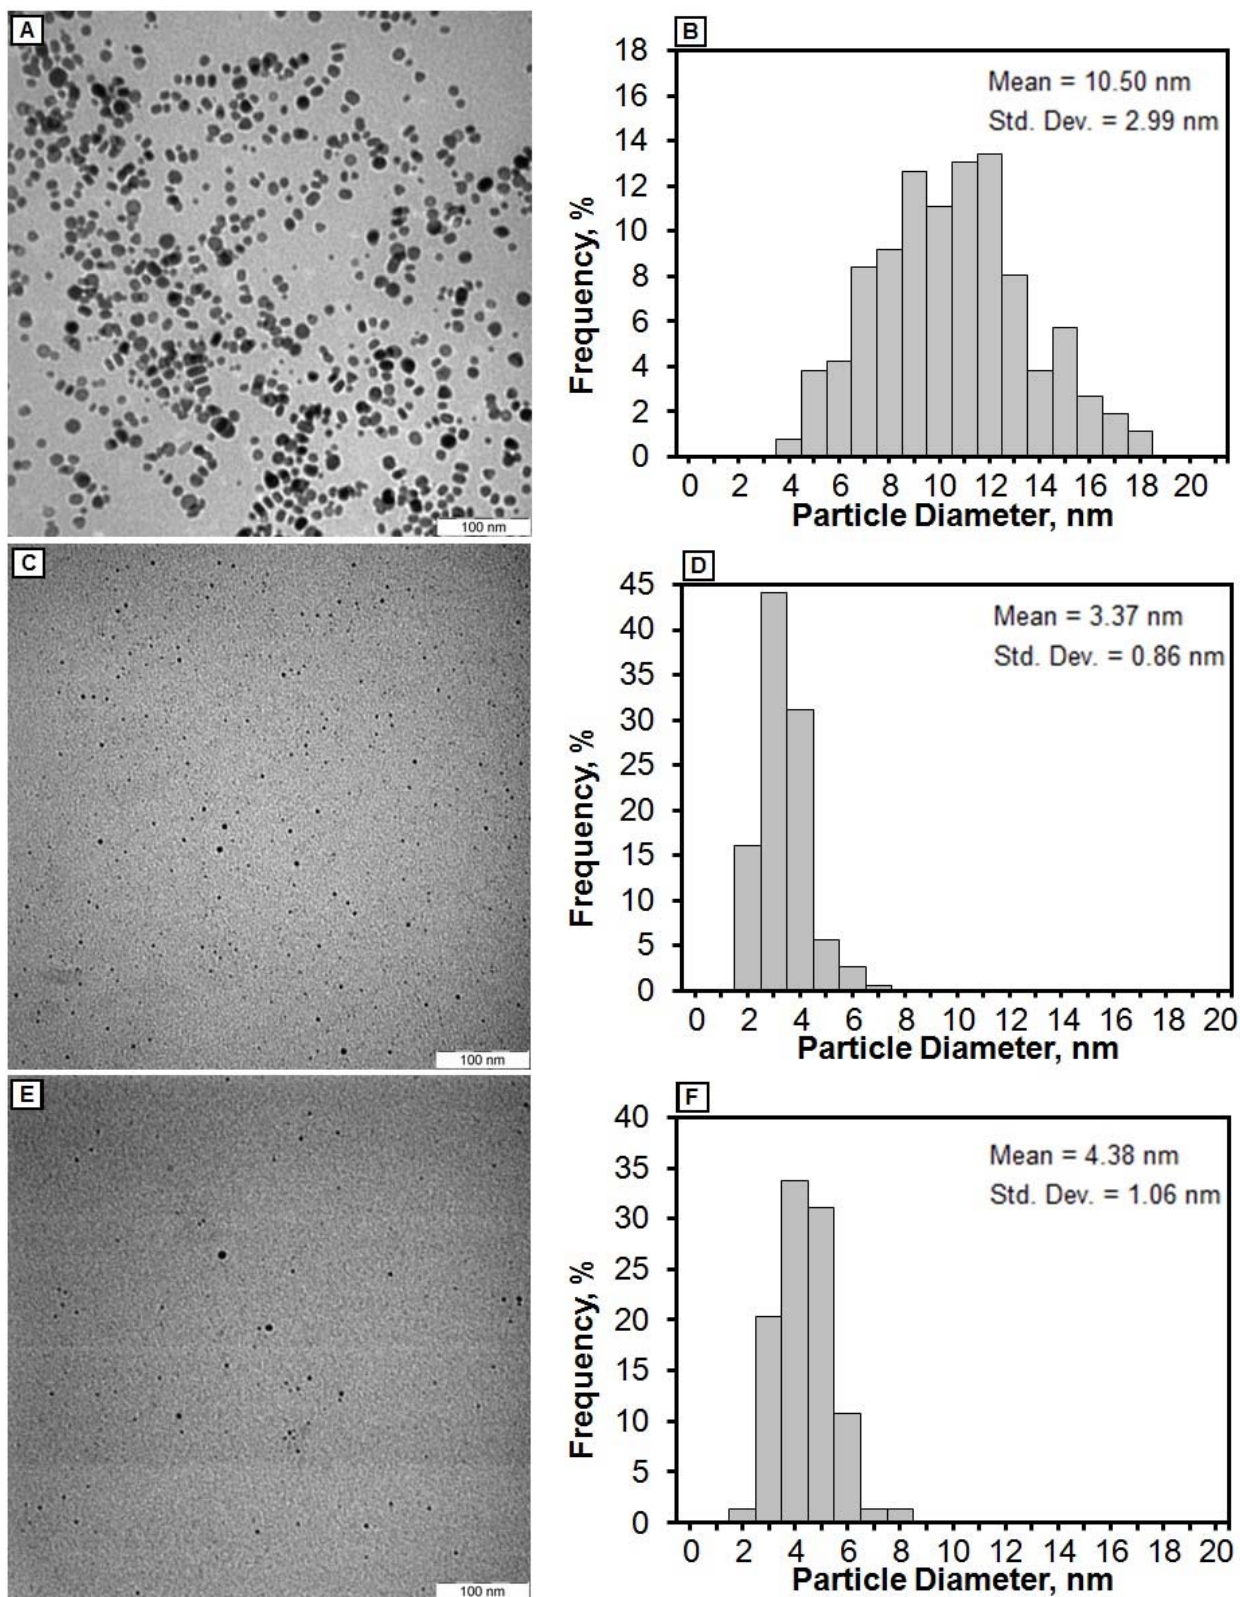 A
100 nm
B
Mean = 10.50 nm
Std. Dev. = 2.99 nm
Frequency, %
18
16
14
12
10
8
6
4
2
0
0 2 4 6 8 10 12 14 16 18 20
Particle Diameter, nm
C
100 nm
D
Mean = 3.37 nm
Std. Dev. = 0.86 nm
Frequency, %
45
40
35
30
25
20
15
10
5
0
0 2 4 6 8 10 12 14 16 18 20
Particle Diameter, nm
E
100 nm
F
Mean = 4.38 nm
Std. Dev. = 1.06 nm
Frequency, %
40
35
30
25
20
15
10
5
0
0 2 4 6 8 10 12 14 16 18 20
Particle Diameter, nm